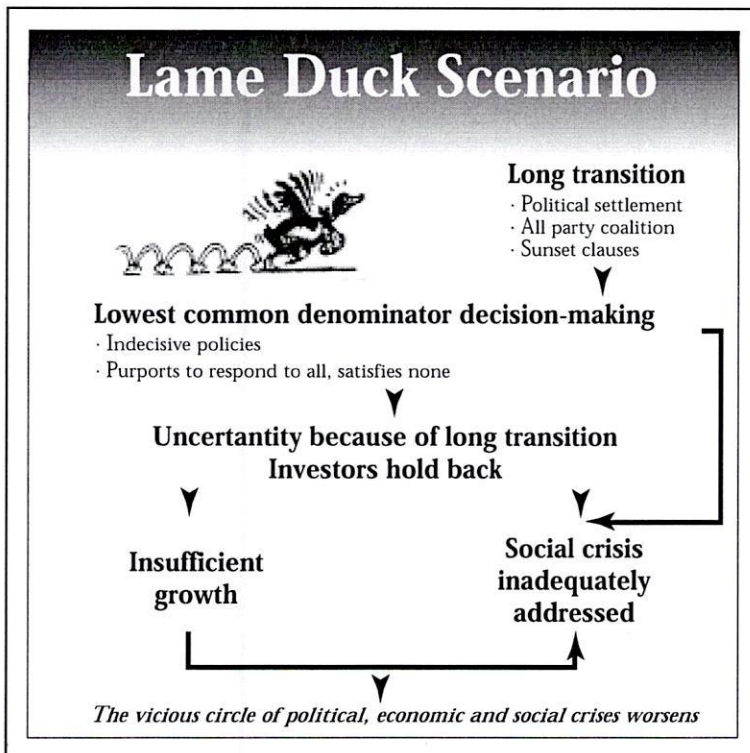 Lame Duck Scenario
Long transition
· Political settlement
· All party coalition
· Sunset clauses
Lowest common denominator decision-making
· Indecisive policies
· Purports to respond to all, satisfies none
Uncertantity because of long transition
Investors hold back
Insufficient
growth
Social crisis
inadequately
addressed
The vicious circle of political, economic and social crises worsens